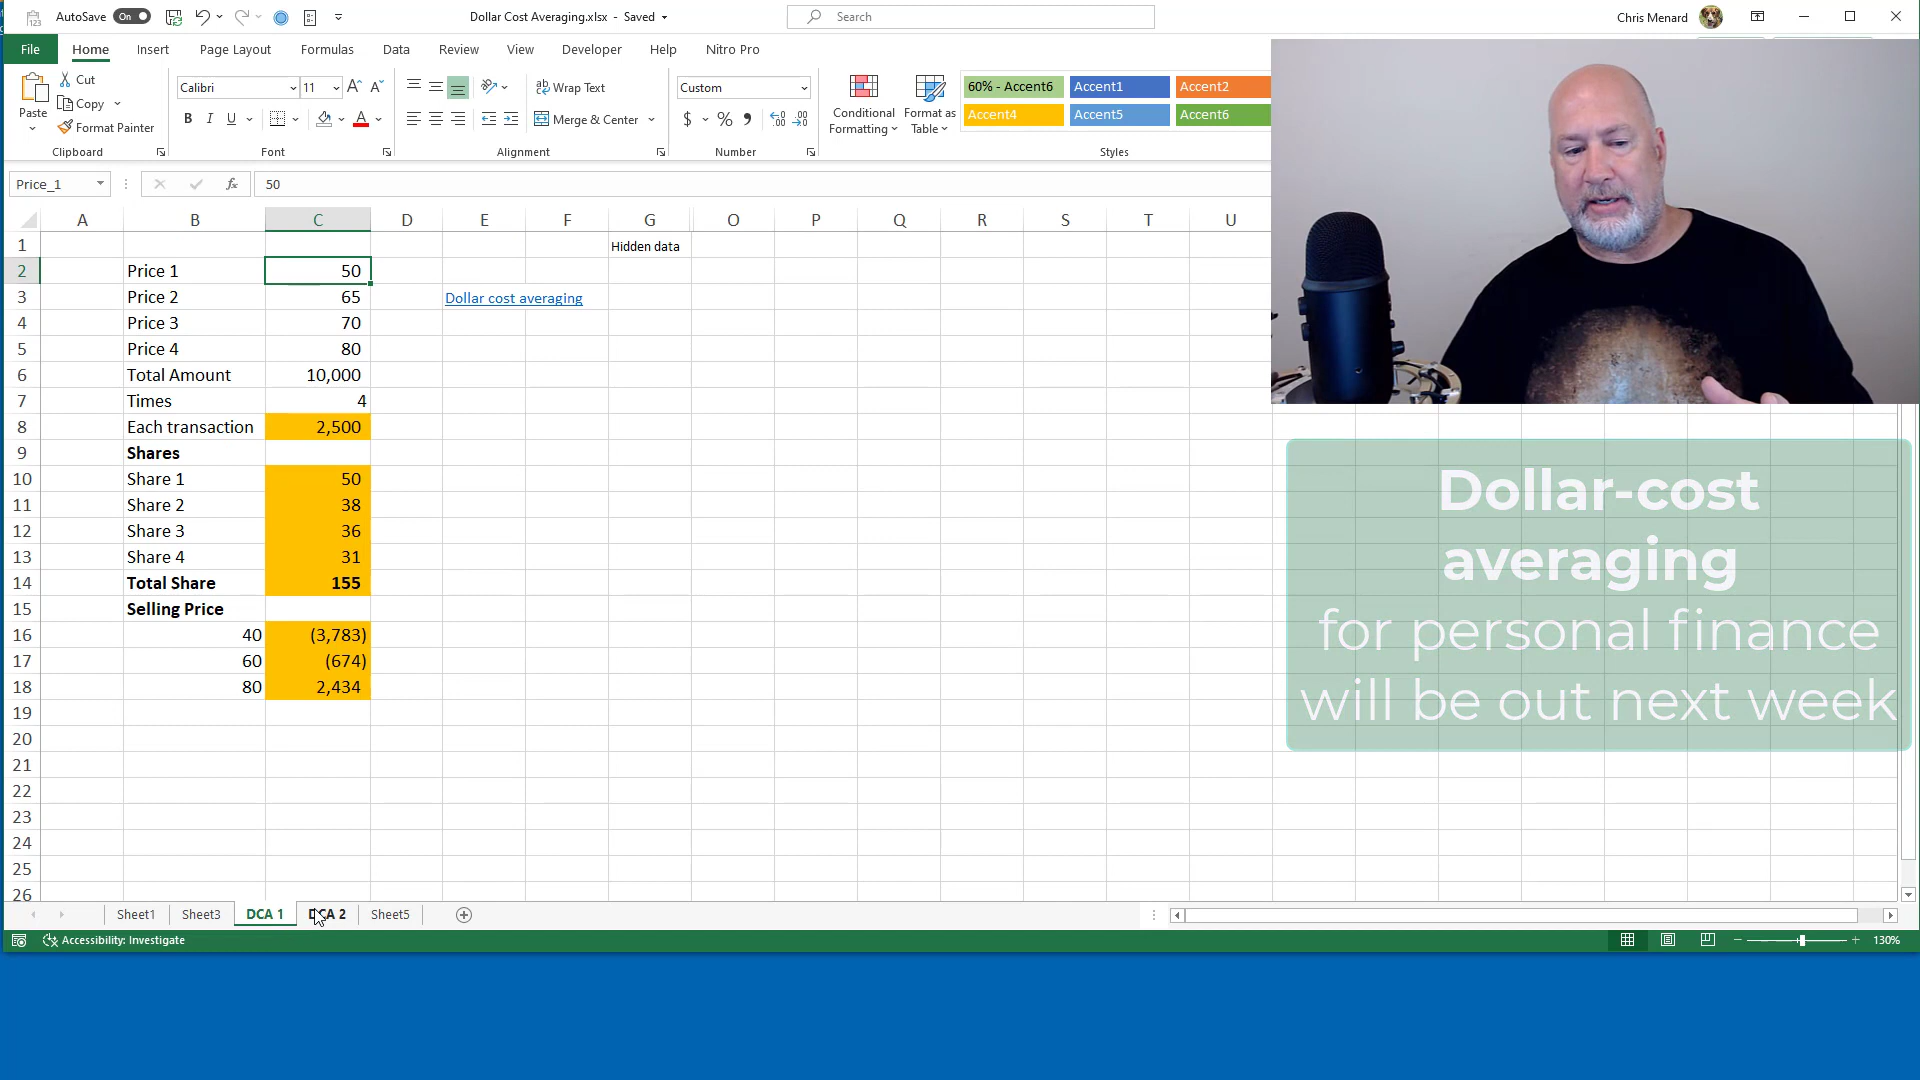 AutoSave On
Dollar Cost Averaging.xlsx - Saved
Search
Chris Menard
File Home Insert Page Layout Formulas Data Review View Developer Help Nitro Pro
Paste
Cut
Copy
Format Painter
Clipboard
Calibri 11
B I U
Font
Wrap Text
Merge & Center
Alignment
Custom
$ %
Number
Conditional Formatting
Format as Table
60% - Accent6 Accent1 Accent2
Accent4 Accent5 Accent6
Styles
Price_1 fx 50
A B C D E F G O P Q R S T U
1 Hidden data
2 Price 1 50
3 Price 2 65 Dollar cost averaging
4 Price 3 70
5 Price 4 80
6 Total Amount 10,000
7 Times 4
8 Each transaction 2,500
9 Shares
10 Share 1 50
11 Share 2 38
12 Share 3 36
13 Share 4 31
14 Total Share 155
15 Selling Price
16 40 (3,783)
17 60 (674)
18 80 2,434
19
20
21
22
23
24
25
26
Dollar-cost
averaging
for personal finance
will be out next week
Sheet1 Sheet3 DCA 1 DCA 2 Sheet5
Accessibility: Investigate
130%